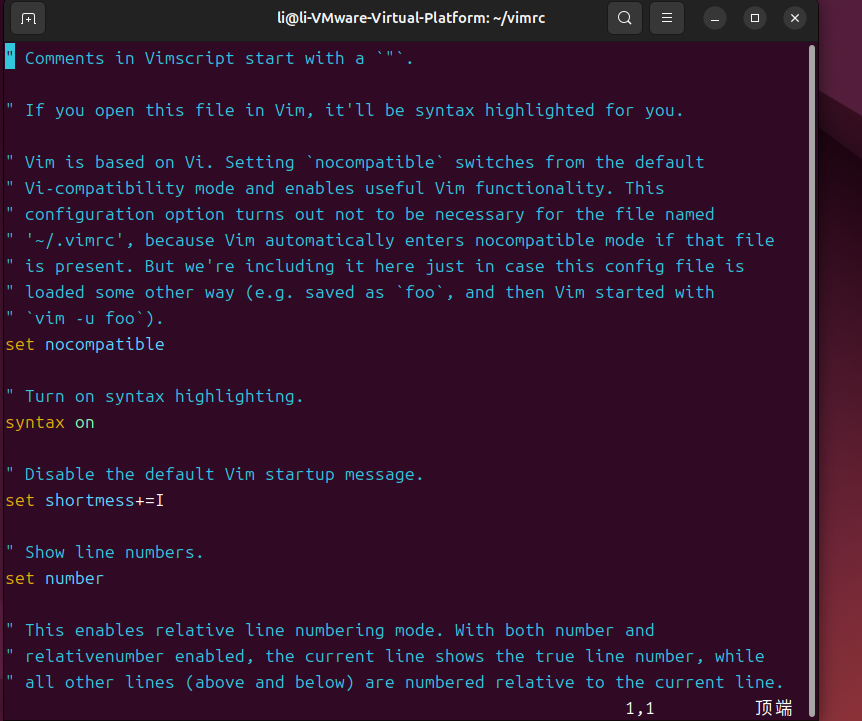 li@li-VMware-Virtual-Platform: ~/vimrc
" Comments in Vimscript start with a `"`.
" If you open this file in Vim, it'll be syntax highlighted for you.
" Vim is based on Vi. Setting `nocompatible` switches from the default
" Vi-compatibility mode and enables useful Vim functionality. This
" configuration option turns out not to be necessary for the file named
" '~/.vimrc', because Vim automatically enters nocompatible mode if that file
" is present. But we're including it here just in case this config file is
" loaded some other way (e.g. saved as `foo`, and then Vim started with
" `vim -u foo`).
set nocompatible
" Turn on syntax highlighting.
syntax on
" Disable the default Vim startup message.
set shortmess+=I
" Show line numbers.
set number
" This enables relative line numbering mode. With both number and
" relativenumber enabled, the current line shows the true line number, while
" all other lines (above and below) are numbered relative to the current line.
1,1 顶端